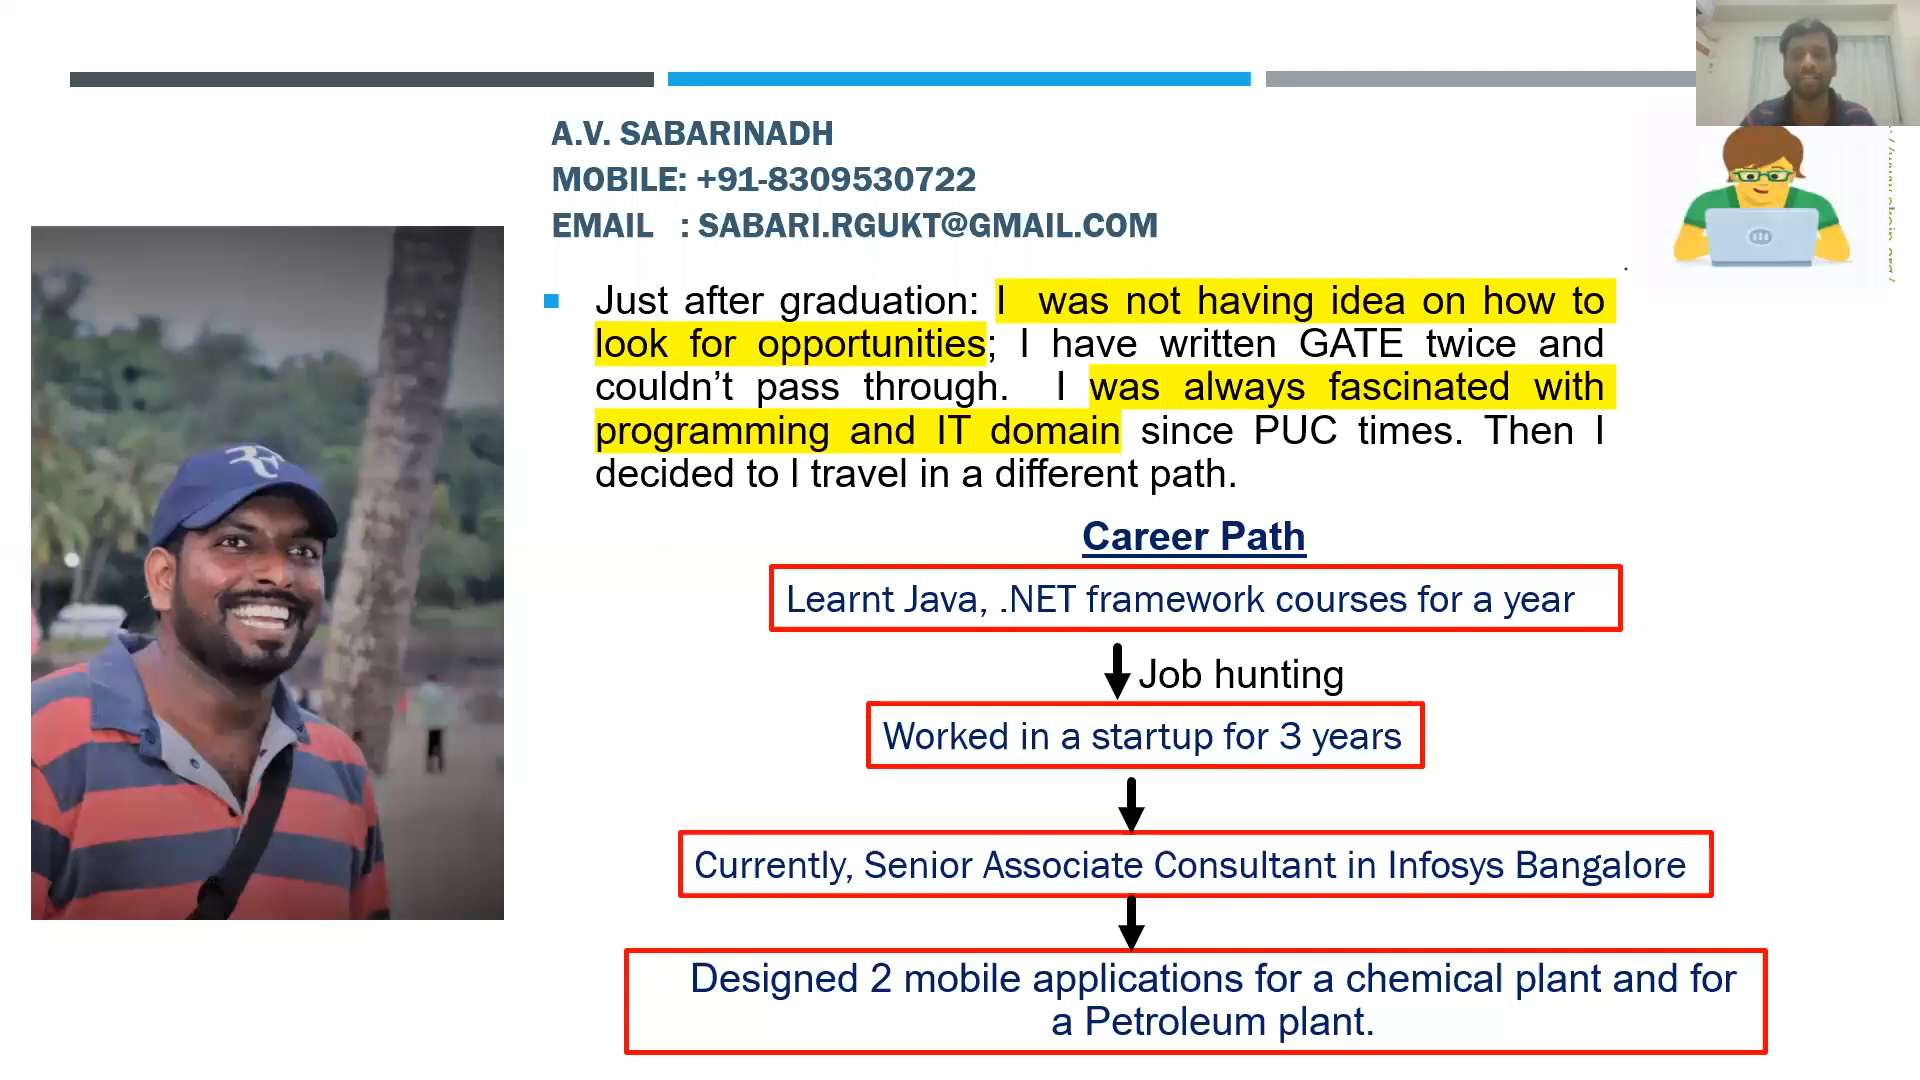 A.V. SABARINADH
MOBILE: +91-8309530722
EMAIL : SABARI.RGUKT@GMAIL.COM
Just after graduation: I was not having idea on how to
look for opportunities; I have written GATE twice and
couldn’t pass through. I was always fascinated with
programming and IT domain since PUC times. Then I
decided to I travel in a different path.
Career Path
Learnt Java, .NET framework courses for a year
Job hunting
Worked in a startup for 3 years
Currently, Senior Associate Consultant in Infosys Bangalore
Designed 2 mobile applications for a chemical plant and for
a Petroleum plant.